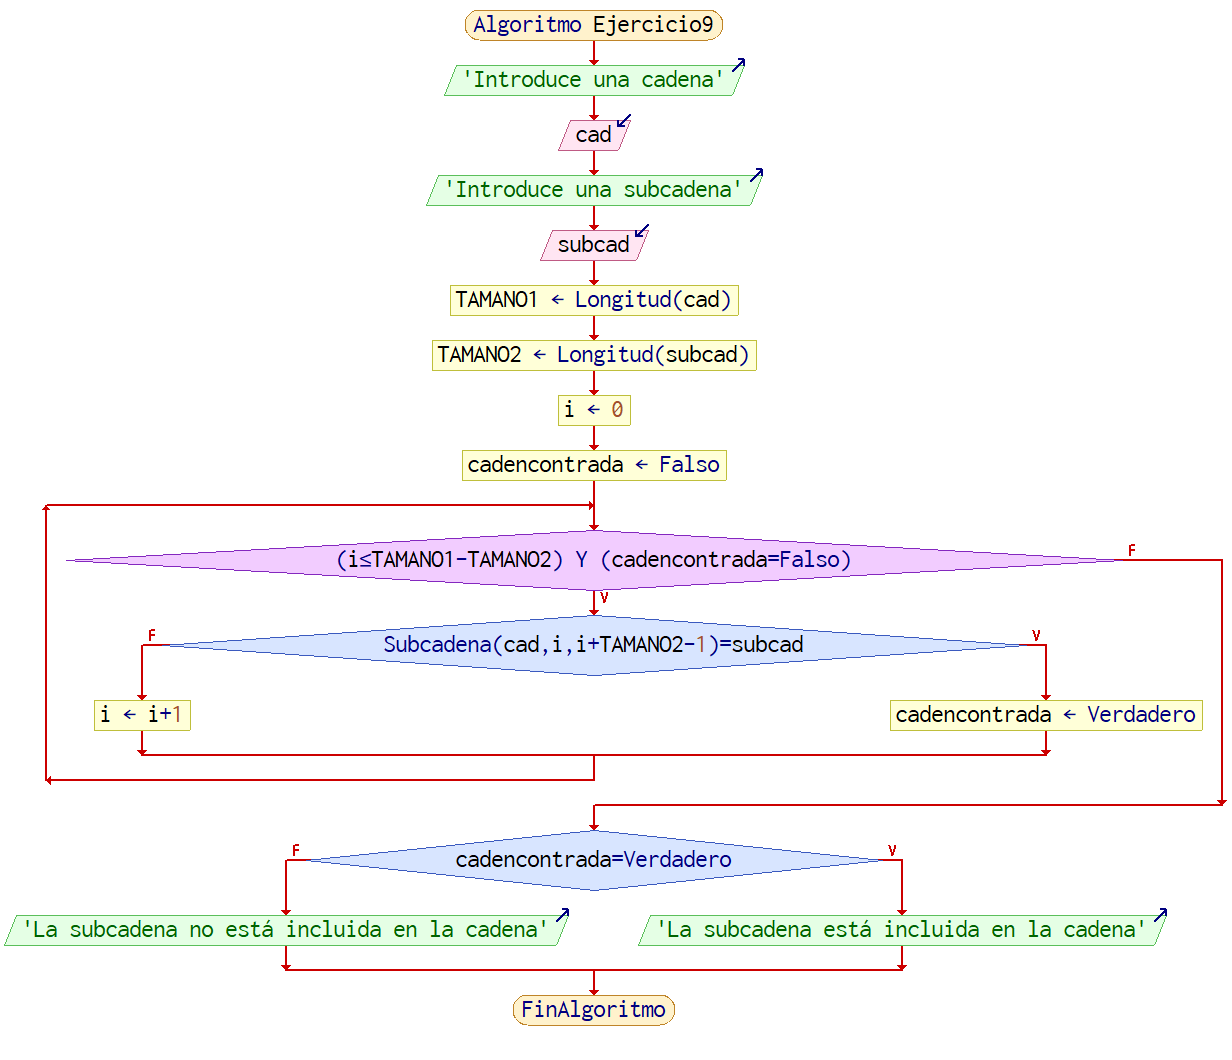 Algoritmo Ejercicio9
'Introduce una cadena'
cad
'Introduce una subcadena'
subcad
TAMANO1 ← Longitud(cad)
TAMANO2 ← Longitud(subcad)
i ← 0
cadencontrada ← Falso
(i≤TAMANO1-TAMANO2) Y (cadencontrada=Falso)
F
V
F
Subcadena(cad,i,i+TAMANO2-1)=subcad
V
i ← i+1
cadencontrada ← Verdadero
F
cadencontrada=Verdadero
V
'La subcadena no está incluida en la cadena'
'La subcadena está incluida en la cadena'
FinAlgoritmo